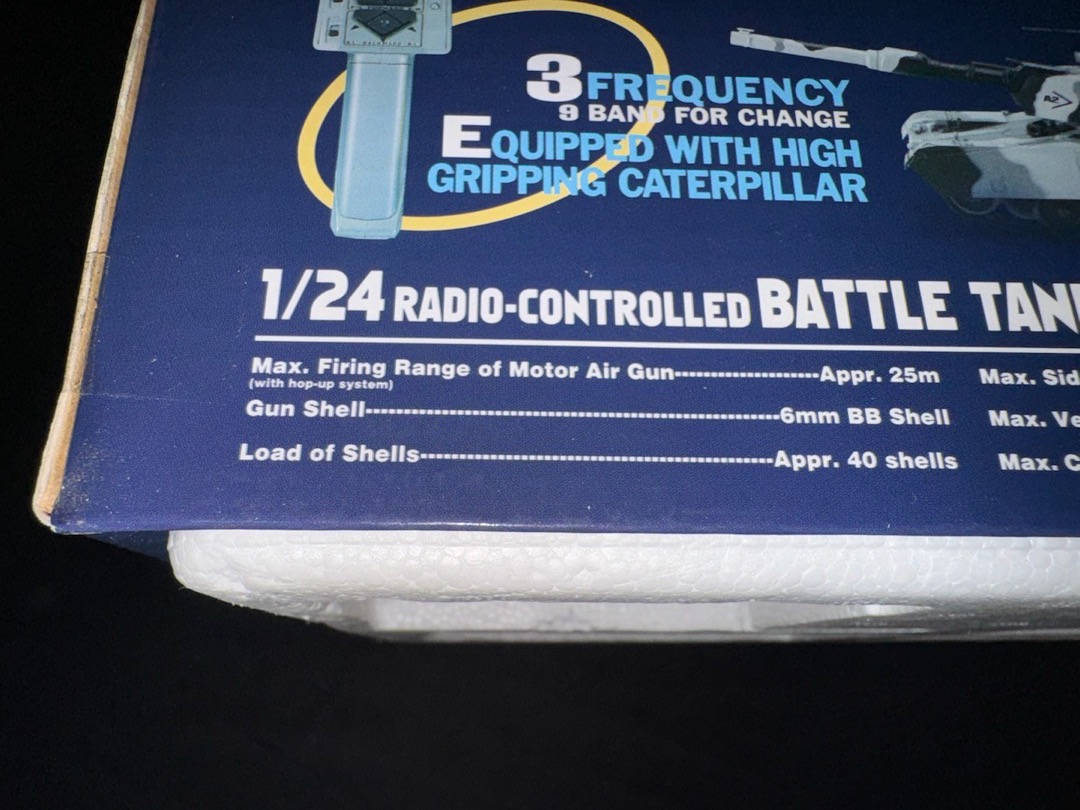 3 FREQUENCY
9 BAND FOR CHANGE
EQUIPPED WITH HIGH
GRIPPING CATERPILLAR
1/24 RADIO-CONTROLLED BATTLE TAN
Max. Firing Range of Motor Air Gun----------------------Appr. 25m Max. Sid
(with hop-up system)
Gun Shell----------------------------------------------------------------6mm BB Shell Max. Ve
Load of Shells------------------------------------------------------Appr. 40 shells Max. C